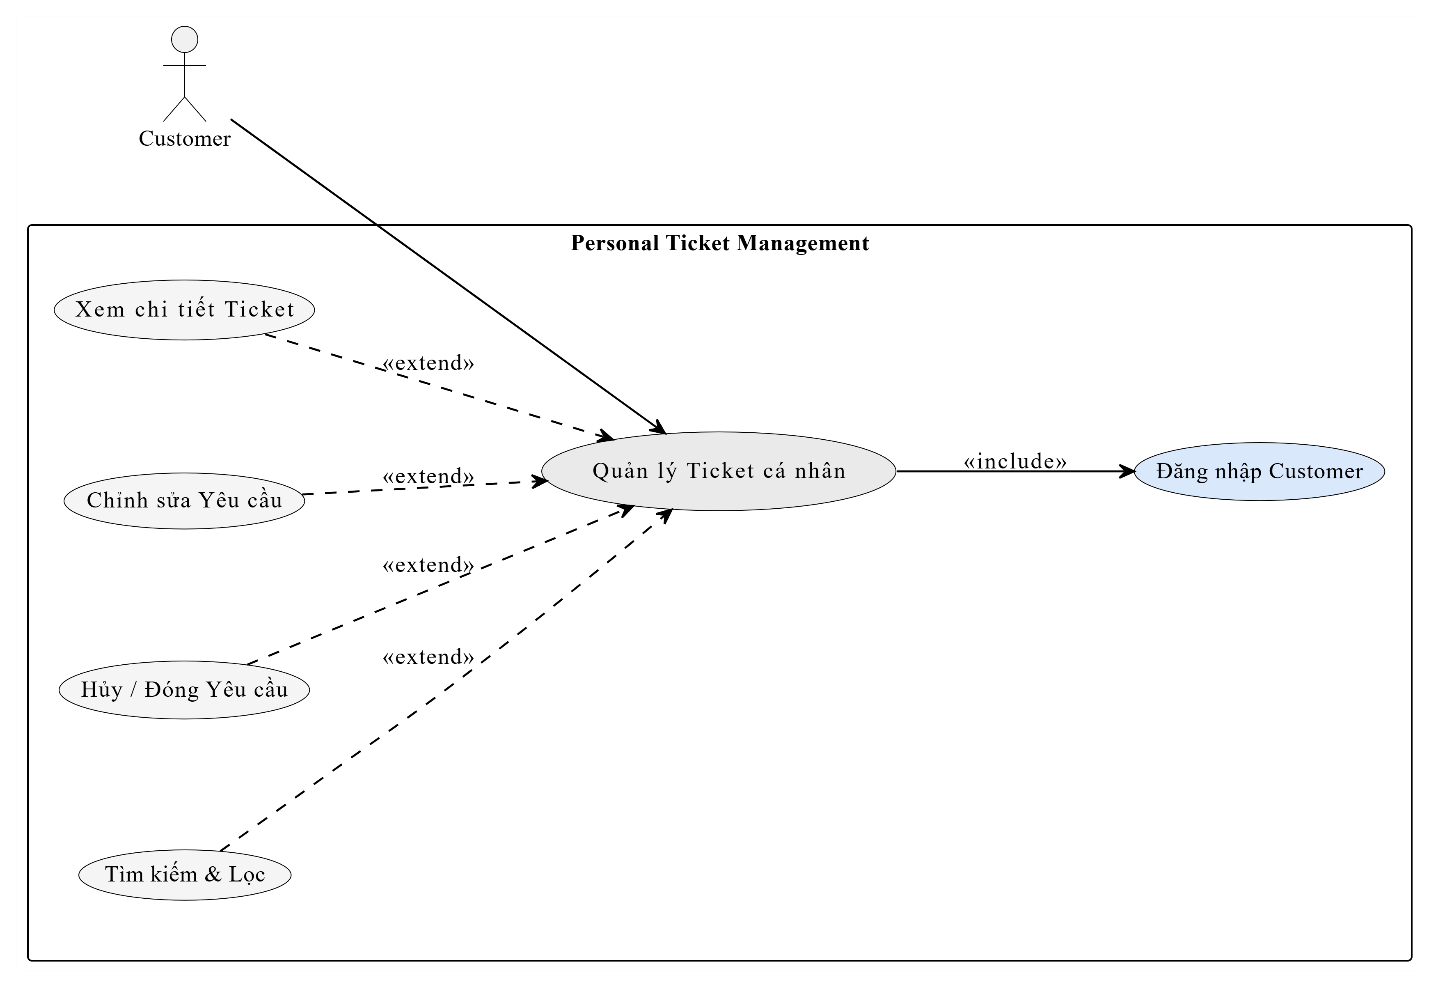 Customer
Personal Ticket Management
Xem chi tiết Ticket
«extend»
Chỉnh sửa Yêu cầu
«extend»
Quản lý Ticket cá nhân
«include»
Đăng nhập Customer
«extend»
Hủy / Đóng Yêu cầu
«extend»
Tìm kiếm & Lọc